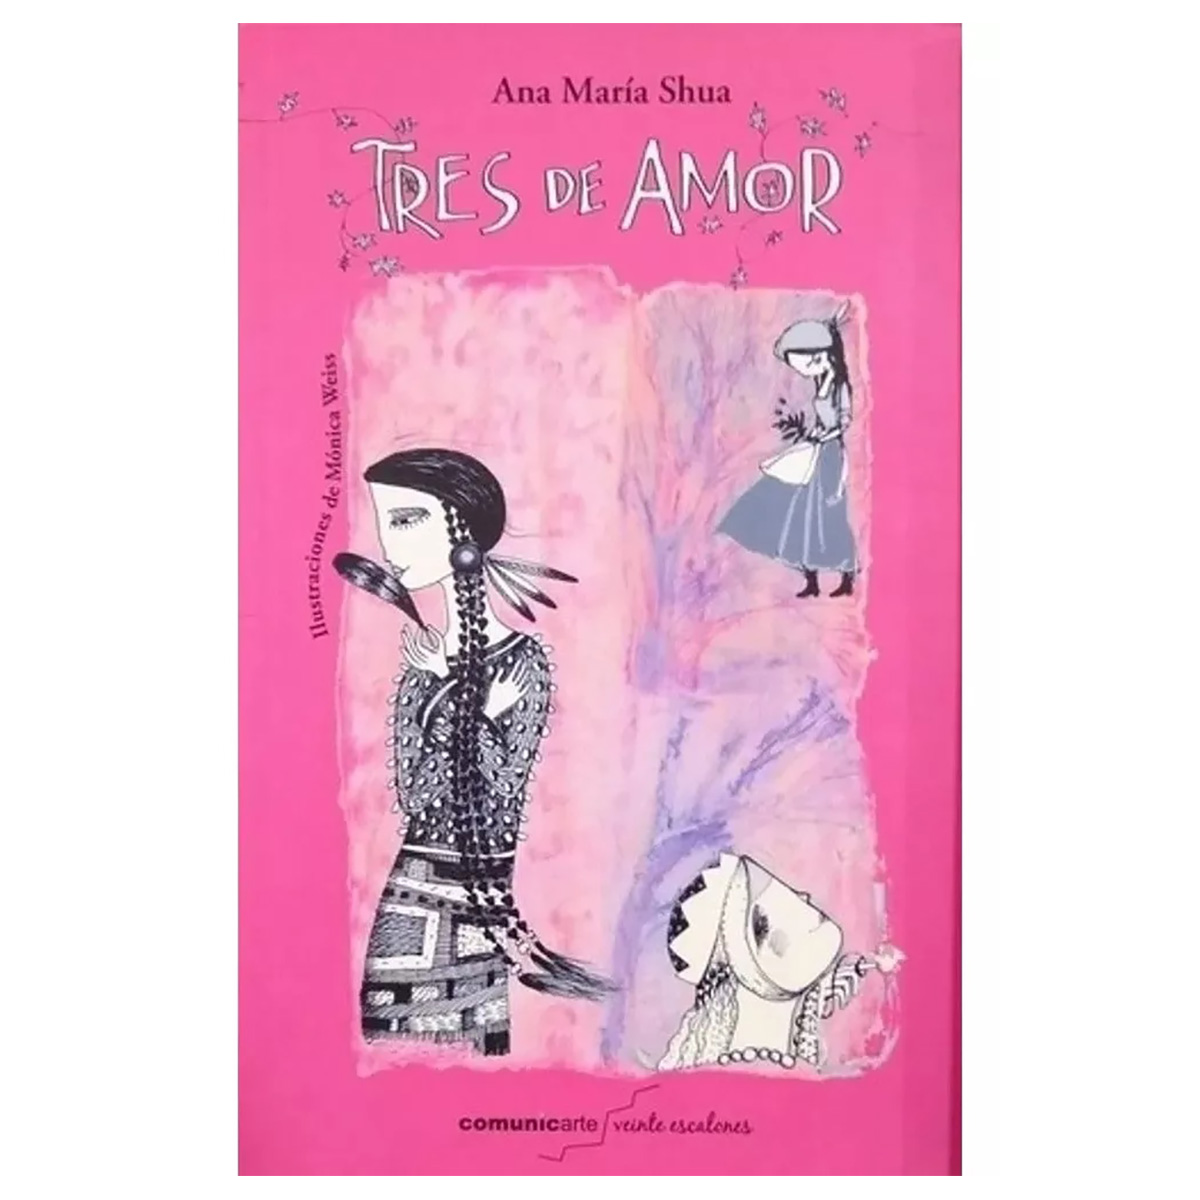 Ana María Shua
TRES DE AMOR
Ilustraciones de Mónica Weiss
comunicarte veinte escalones